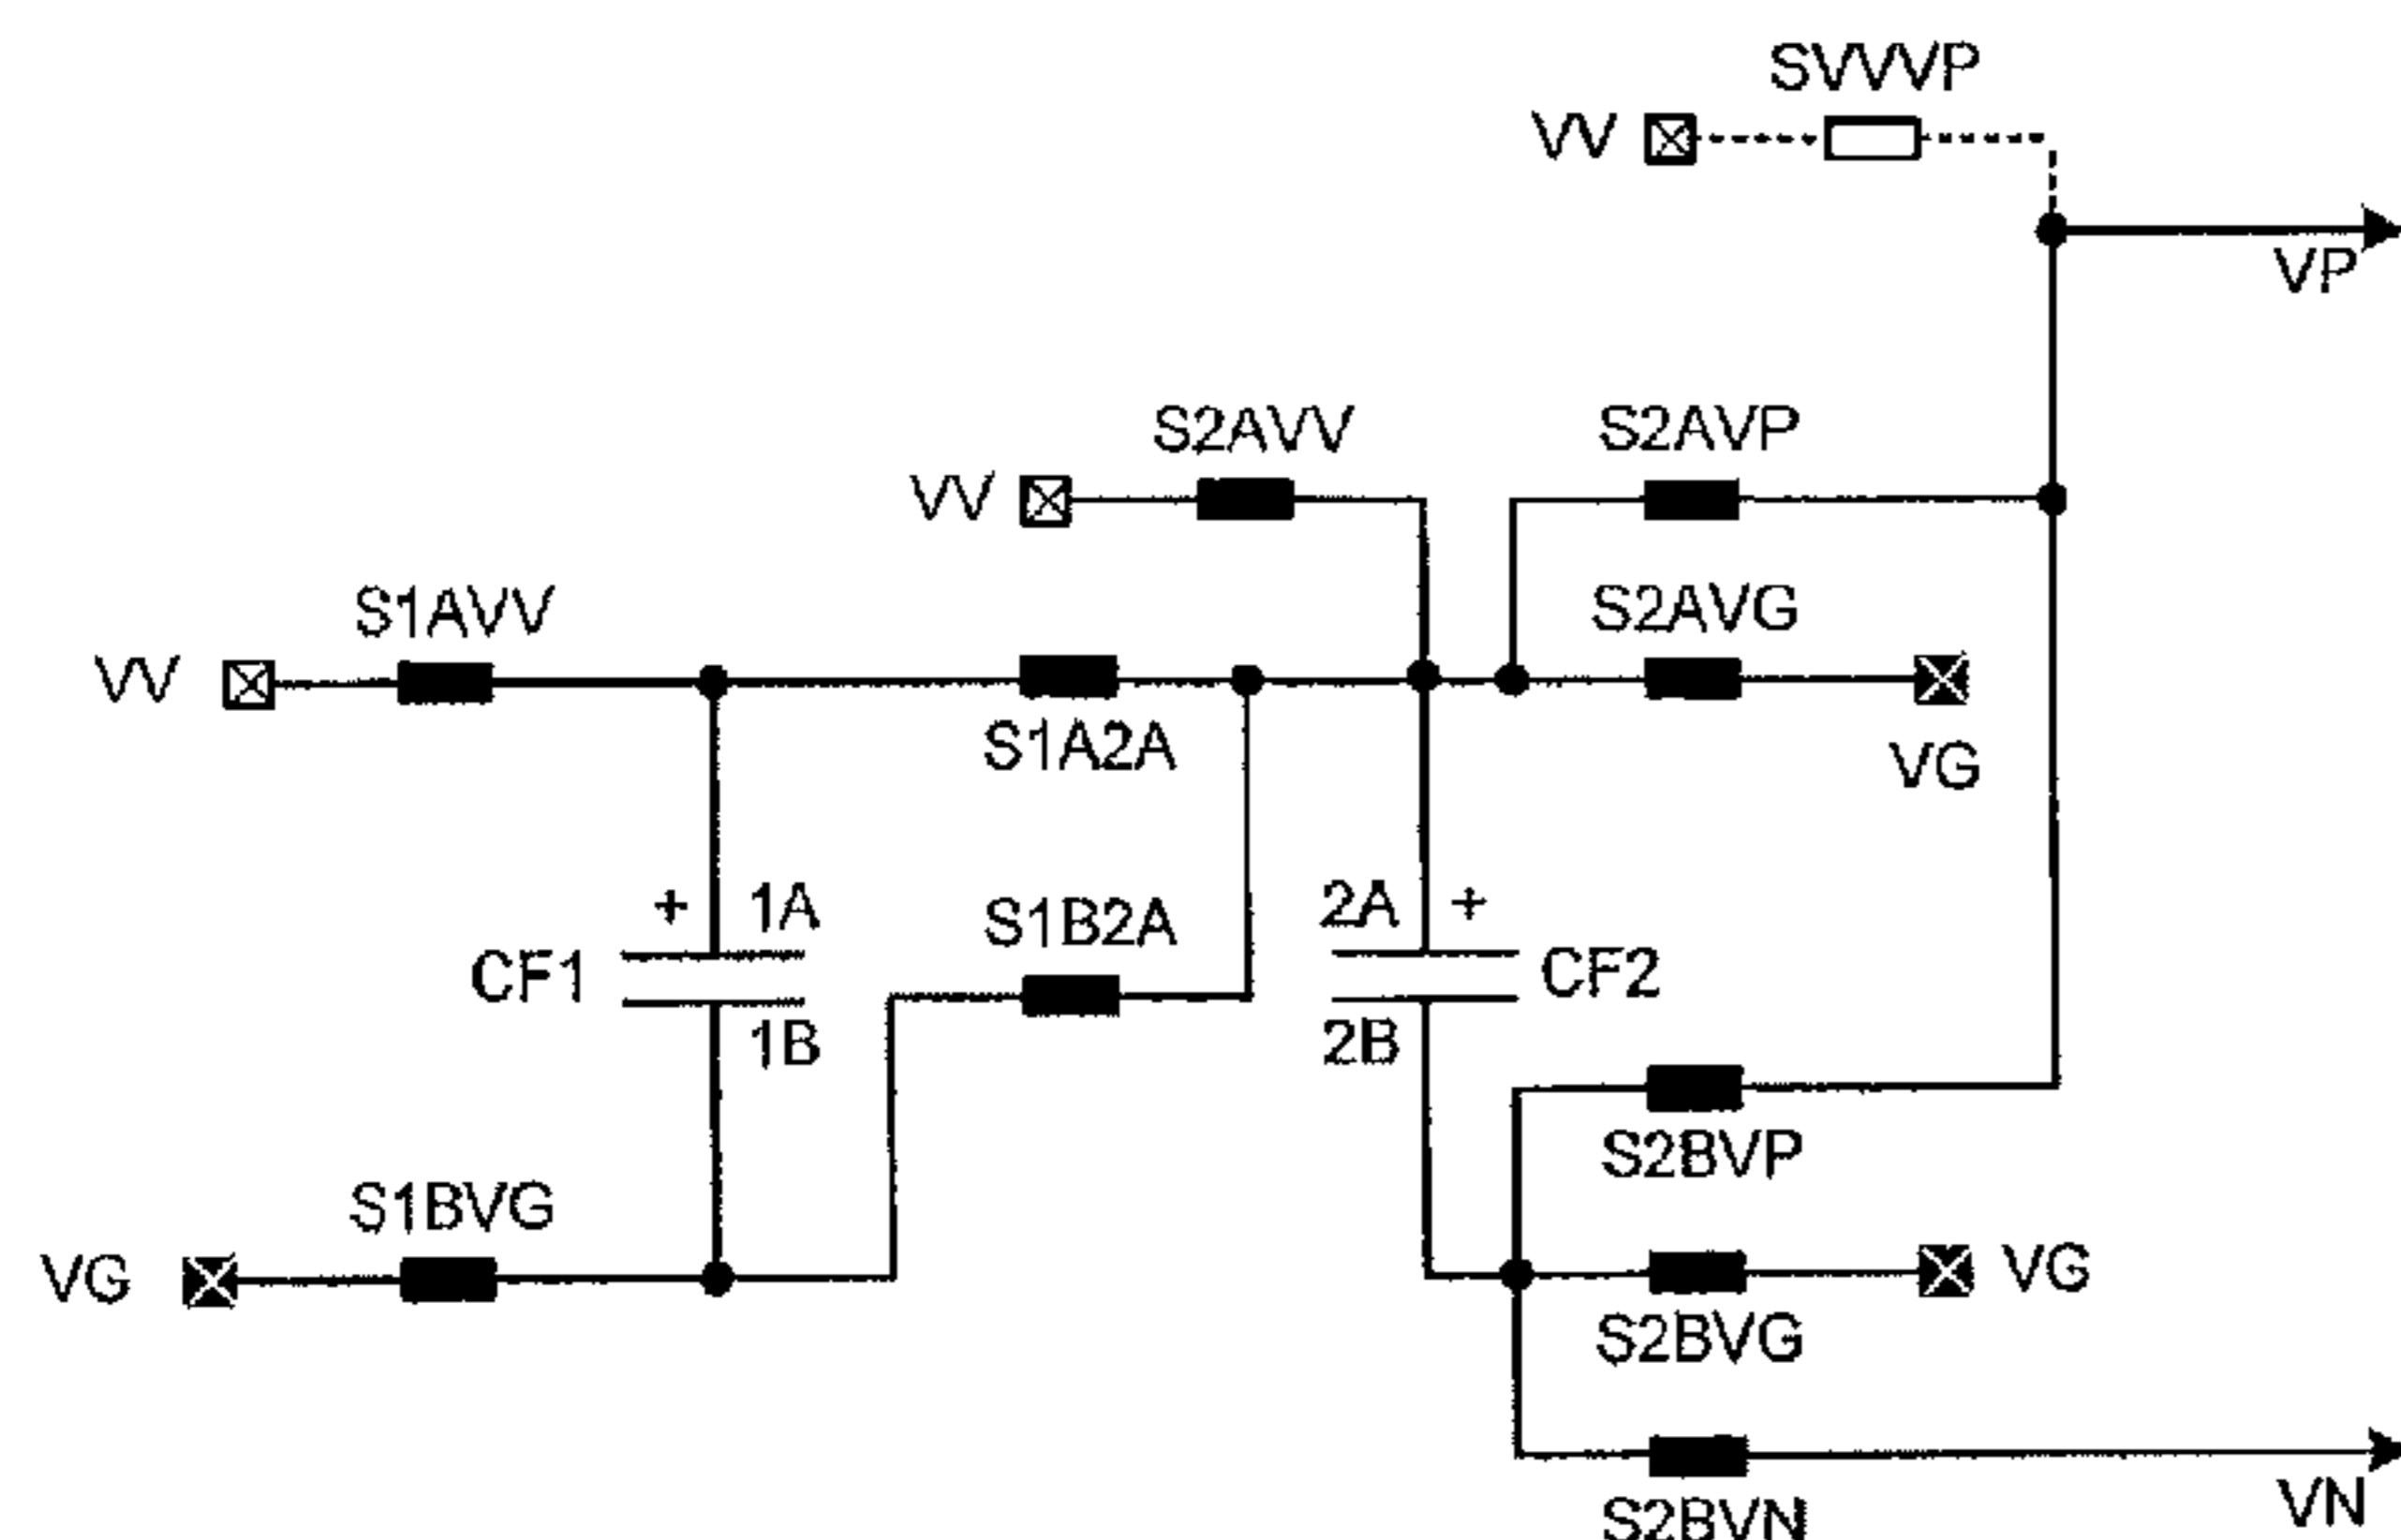 SVVVP
VV
VP
S2AVV
S2AVP
VV
S1AVV
S2AVG
VV
S1A2A
VG
+ 1A
S1B2A
2A +
CF1
CF2
1B
2B
S2BVP
S1BVG
VG
VG
S2BVG
VN
S2BVN